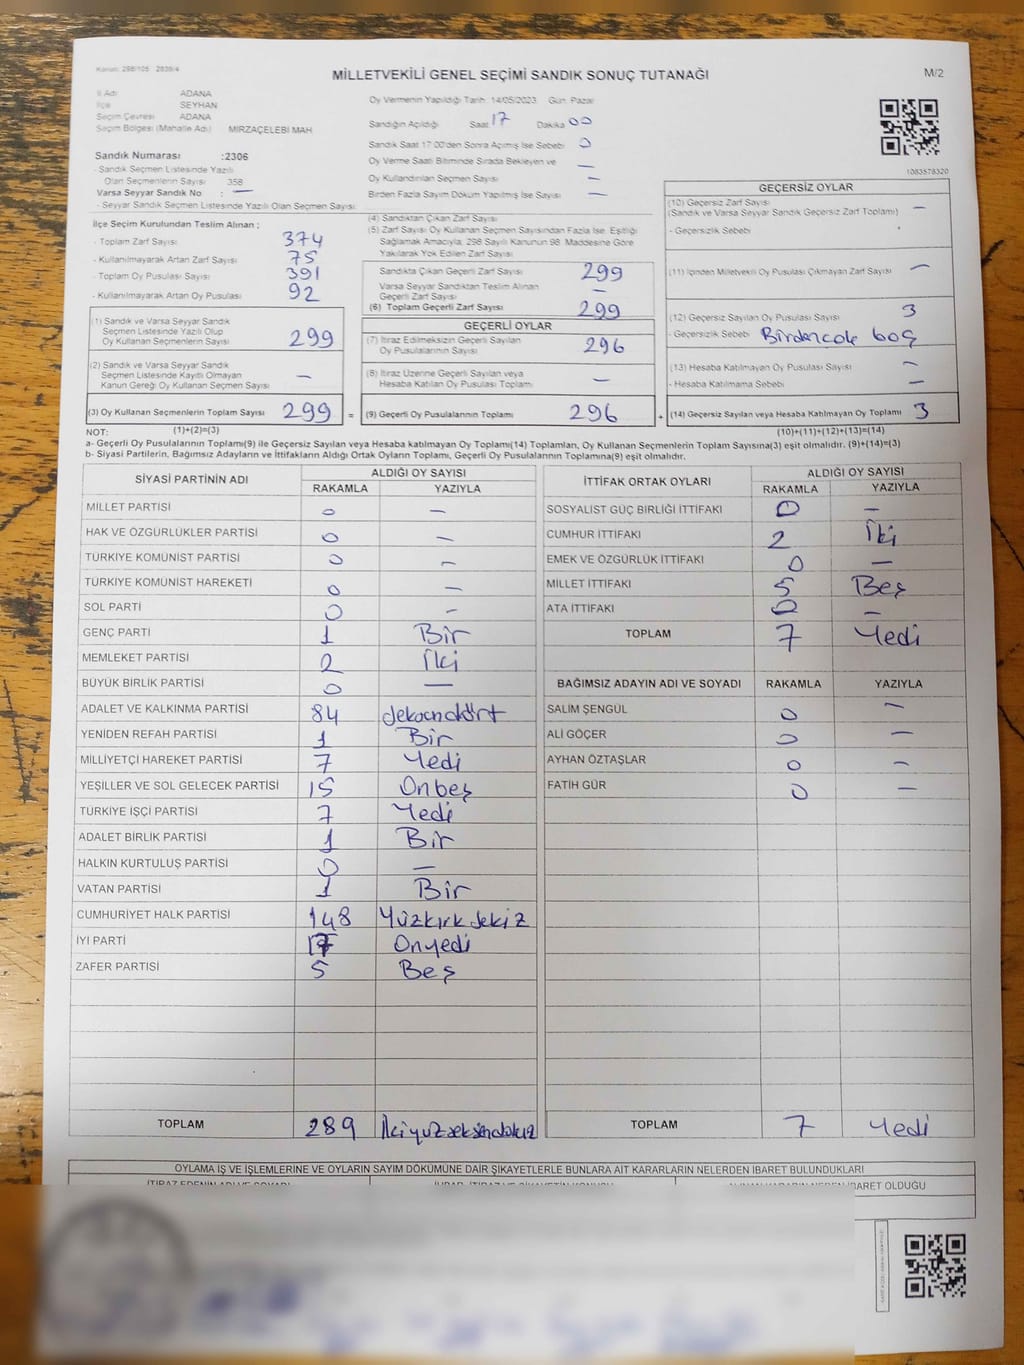 Kanun: 298/105 2839/4
MİLLETVEKİLİ GENEL SEÇİMİ SANDIK SONUÇ TUTANAĞI
M/2
İl Adı ADANA
İlçe SEYHAN
Seçim Çevresi ADANA
Seçim Bölgesi (Mahalle Adı) MİRZAÇELEBİ MAH
Oy Vermenin Yapıldığı Tarih: 14/05/2023 Gün: Pazar
Sandığın Açıldığı Saat 17 Dakika 00
Sandık Saat 17:00'den Sonra Açılmış İse Sebebi 0
Oy Verme Saati Bitiminde Sırada Bekleyen ve
Oy Kullandırılan Seçmen Sayısı —
Birden Fazla Sayım Döküm Yapılmış İse Sayısı —
1083578320
Sandık Numarası :2306
- Sandık Seçmen Listesinde Yazılı
Olan Seçmenlerin Sayısı 358
Varsa Seyyar Sandık No : —
- Seyyar Sandık Seçmen Listesinde Yazılı Olan Seçmen Sayısı:
İlçe Seçim Kurulundan Teslim Alınan ;
- Toplam Zarf Sayısı 374
- Kullanılmayarak Artan Zarf Sayısı 75
- Toplam Oy Pusulası Sayısı 391
- Kullanılmayarak Artan Oy Pusulası 92
(4) Sandıktan Çıkan Zarf Sayısı
(5) Zarf Sayısı Oy Kullanan Seçmen Sayısından Fazla İse, Eşitliği
Sağlamak Amacıyla, 298 Sayılı Kanunun 98. Maddesine Göre
Yakılarak Yok Edilen Zarf Sayısı
Sandıkta Çıkan Geçerli Zarf Sayısı 299
Varsa Seyyar Sandıktan Teslim Alınan
Geçerli Zarf Sayısı —
(6) Toplam Geçerli Zarf Sayısı 299
GEÇERSİZ OYLAR
(10) Geçersiz Zarf Sayısı —
(Sandık ve Varsa Seyyar Sandık Geçersiz Zarf Toplamı)
- Geçersizlik Sebebi
(11) İçinden Milletvekili Oy Pusulası Çıkmayan Zarf Sayısı —
(12) Geçersiz Sayılan Oy Pusulası Sayısı 3
- Geçersizlik Sebebi Birdençok boş
(13) Hesaba Katılmayan Oy Pusulası Sayısı —
- Hesaba Katılmama Sebebi —
(14) Geçersiz Sayılan veya Hesaba Katılmayan Oy Toplamı 3
(10)+(11)+(12)+(13)=(14)
(1) Sandık ve Varsa Seyyar Sandık
Seçmen Listesinde Yazılı Olup
Oy Kullanan Seçmenlerin Sayısı 299
(2) Sandık ve Varsa Seyyar Sandık
Seçmen Listesinde Kayıtlı Olmayan
Kanun Gereği Oy Kullanan Seçmen Sayısı —
(3) Oy Kullanan Seçmenlerin Toplam Sayısı 299 =
(1)+(2)=(3)
GEÇERLİ OYLAR
(7) İtiraz Edilmeksizin Geçerli Sayılan
Oy Pusulalarının Sayısı 296
(8) İtiraz Üzerine Geçerli Sayılan veya
Hesaba Katılan Oy Pusulası Toplamı —
(9) Geçerli Oy Pusulalarının Toplamı 296 +
NOT:
a- Geçerli Oy Pusulalarının Toplamı(9) ile Geçersiz Sayılan veya Hesaba katılmayan Oy Toplamı(14) Toplamları, Oy Kullanan Seçmenlerin Toplam Sayısına(3) eşit olmalıdır. (9)+(14)=(3)
b- Siyasi Partilerin, Bağımsız Adayların ve İttifakların Aldığı Ortak Oyların Toplamı, Geçerli Oy Pusulalarının Toplamına(9) eşit olmalıdır.
SİYASİ PARTİNİN ADI ALDIĞI OY SAYISI
RAKAMLA YAZIYLA
MİLLET PARTİSİ 0 —
HAK VE ÖZGÜRLÜKLER PARTİSİ 0 —
TÜRKİYE KOMÜNİST PARTİSİ 0 —
TÜRKİYE KOMÜNİST HAREKETİ 0 —
SOL PARTİ 0 —
GENÇ PARTİ 1 Bir
MEMLEKET PARTİSİ 2 İki
BÜYÜK BİRLİK PARTİSİ 0 —
ADALET VE KALKINMA PARTİSİ 84 Seksendört
YENİDEN REFAH PARTİSİ 1 Bir
MİLLİYETÇİ HAREKET PARTİSİ 7 Yedi
YEŞİLLER VE SOL GELECEK PARTİSİ 15 Onbeş
TÜRKİYE İŞÇİ PARTİSİ 7 Yedi
ADALET BİRLİK PARTİSİ 1 Bir
HALKIN KURTULUŞ PARTİSİ 0 —
VATAN PARTİSİ 1 Bir
CUMHURİYET HALK PARTİSİ 148 Yüzkırksekiz
İYİ PARTİ 17 Onyedi
ZAFER PARTİSİ 5 Beş
TOPLAM 289 İkiyüzseksendokuz
İTTİFAK ORTAK OYLARI ALDIĞI OY SAYISI
RAKAMLA YAZIYLA
SOSYALİST GÜÇ BİRLİĞİ İTTİFAKI 0 —
CUMHUR İTTİFAKI 2 İki
EMEK VE ÖZGÜRLÜK İTTİFAKI 0 —
MİLLET İTTİFAKI 5 Beş
ATA İTTİFAKI 0 —
TOPLAM 7 Yedi
BAĞIMSIZ ADAYIN ADI VE SOYADI RAKAMLA YAZIYLA
SALİM ŞENGÜL 0 —
ALİ GÖÇER 0 —
AYHAN ÖZTAŞLAR 0 —
FATİH GÜR 0 —
TOPLAM 7 Yedi
OYLAMA İŞ VE İŞLEMLERİNE VE OYLARIN SAYIM DÖKÜMÜNE DAİR ŞİKAYETLERLE BUNLARA AİT KARARLARIN NELERDEN İBARET BULUNDUKLARI